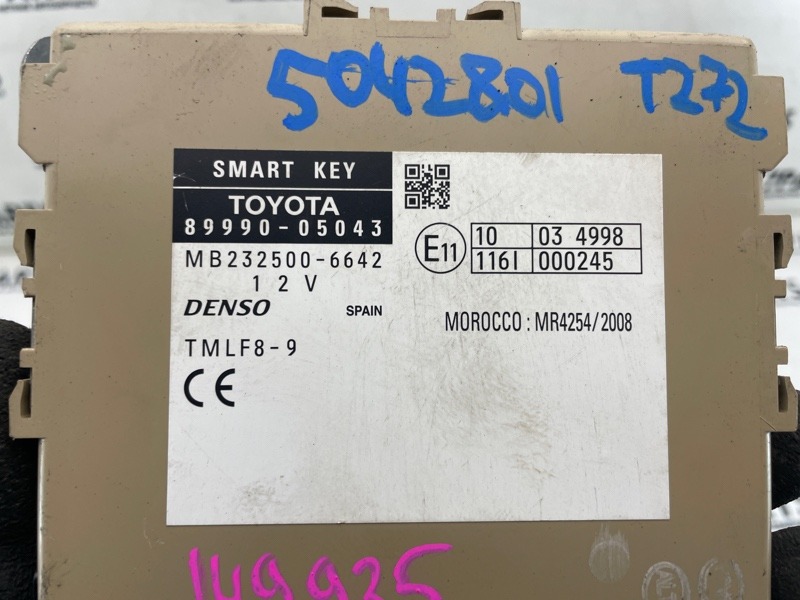 5042801 T272
SMART KEY
TOYOTA
89990-05043
MB232500-6642
12V
DENSO SPAIN
TMLF8-9
CE
E11
10 03 4998
116I 000245
MOROCCO : MR4254/2008
149925